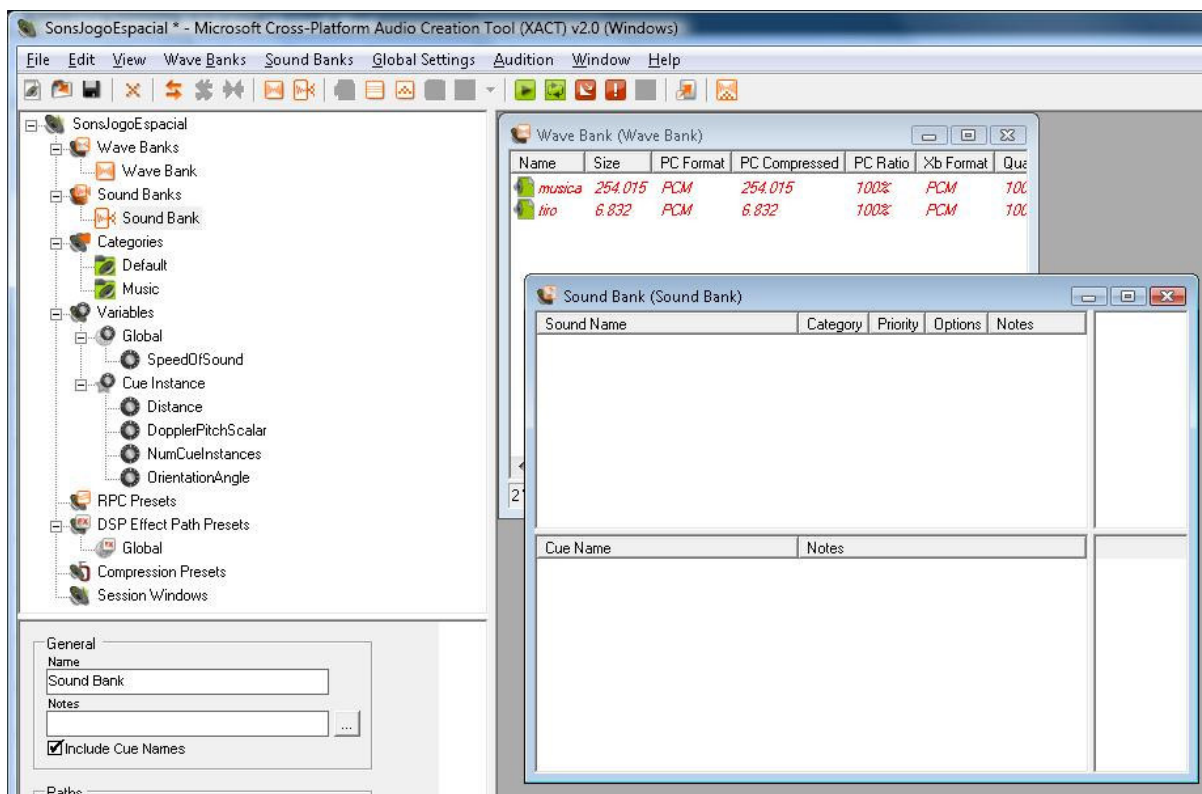 SonsJogoEspacial * - Microsoft Cross-Platform Audio Creation Tool (XACT) v2.0 (Windows)
File Edit View Wave Banks Sound Banks Global Settings Audition Window Help
SonsJogoEspacial
Wave Banks
Wave Bank
Sound Banks
Sound Bank
Categories
Default
Music
Variables
Global
SpeedOfSound
Cue Instance
Distance
DopplerPitchScalar
NumCueInstances
OrientationAngle
RPC Presets
DSP Effect Path Presets
Global
Compression Presets
Session Windows
General
Name
Sound Bank
Notes
...
Include Cue Names
Paths
Wave Bank (Wave Bank)
Name Size PC Format PC Compressed PC Ratio Xb Format Qua
musica 254.015 PCM 254.015 100% PCM 100
tiro 6.832 PCM 6.832 100% PCM 100
Sound Bank (Sound Bank)
Sound Name Category Priority Options Notes
Cue Name Notes